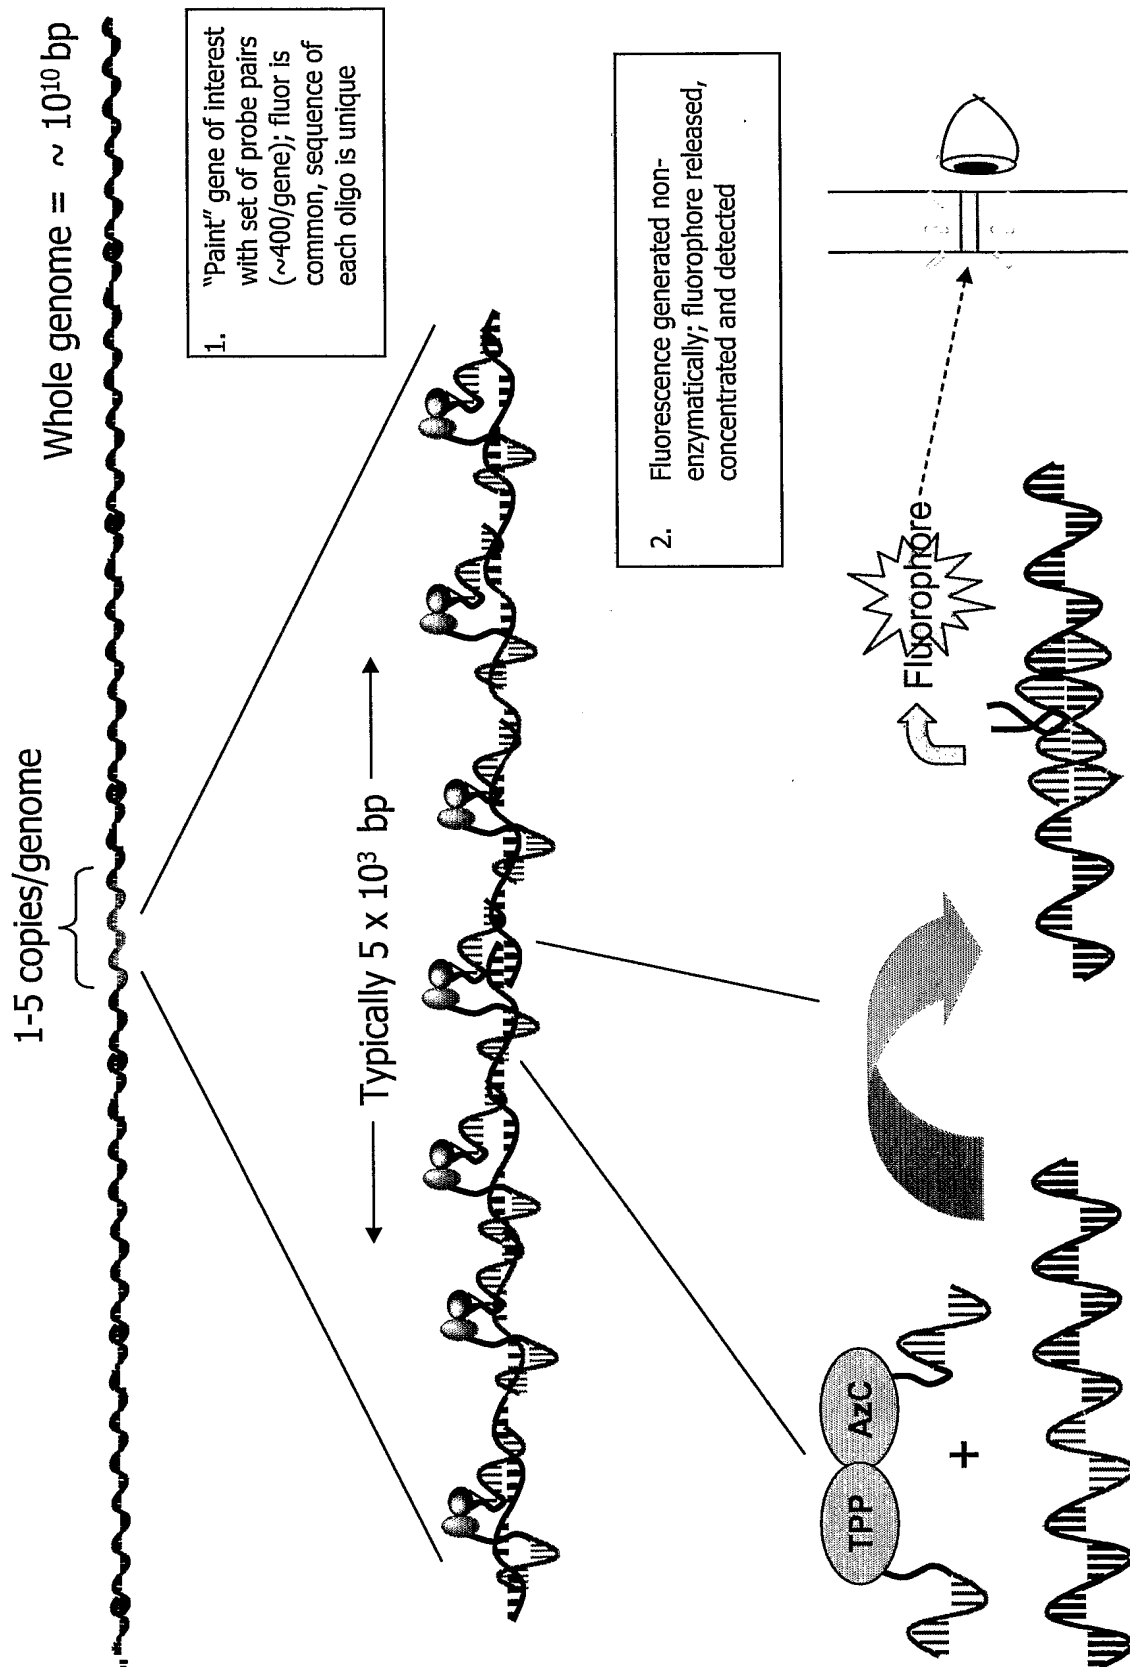 1-5 copies/genome
Whole genome = ~ 10¹⁰ bp
1. "Paint" gene of interest
with set of probe pairs
(~400/gene); fluor is
common, sequence of
each oligo is unique
Typically 5 x 10³ bp
2. Fluorescence generated non-
enzymatically; fluorophore released,
concentrated and detected
TPP
AzC
+
Fluorophore